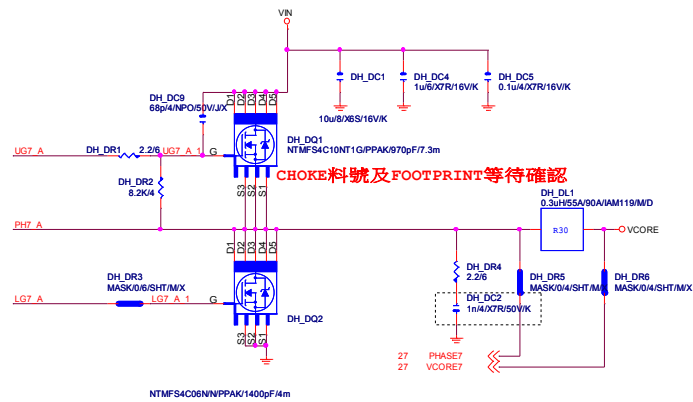 VIN
DH_DC1
10u/8/X6S/16V/K
DH_DC4
1u/6/X7R/16V/K
DH_DC5
0.1u/4/X7R/16V/K
DH_DC9
68p/4/NPO/50V/J/X
D1
D2
D3
D4
D5
UG7_A
DH_DR1
2.2/6
UG7_A_1
G
DH_DQ1
NTMFS4C10NT1G/PPAK/970pF/7.3m
DH_DR2
8.2K/4
S3
S2
S1
CHOKE料號及FOOTPRINT等待確認
DH_DL1
0.3uH/55A/90A/IAM119/M/D
R30
VCORE
PH7_A
D1
D2
D3
D4
D5
DH_DR3
MASK/0/6/SHT/M/X
LG7_A
LG7_A_1
G
DH_DQ2
S3
S2
S1
NTMFS4C06N/N/PPAK/1400pF/4m
DH_DR4
2.2/6
DH_DC2
1n/4/X7R/50V/K
DH_DR5
MASK/0/4/SHT/M/X
DH_DR6
MASK/0/4/SHT/M/X
27 PHASE7
27 VCORE7